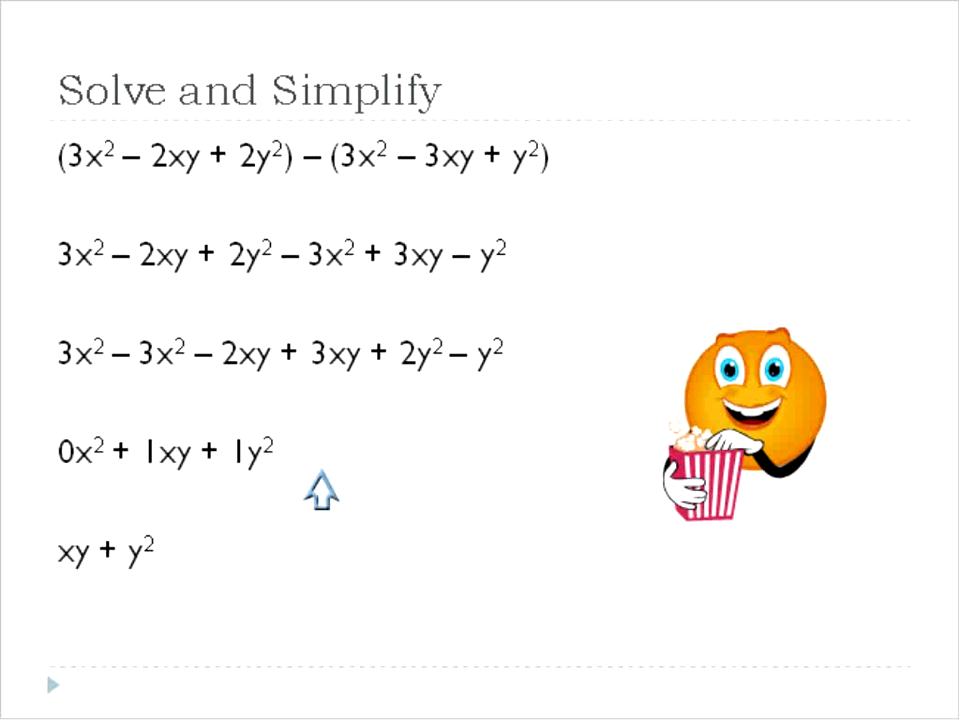 Solve and Simplify
(3x² – 2xy + 2y²) – (3x² – 3xy + y²)
3x² – 2xy + 2y² – 3x² + 3xy – y²
3x² – 3x² – 2xy + 3xy + 2y² – y²
0x² + 1xy + 1y²
xy + y²